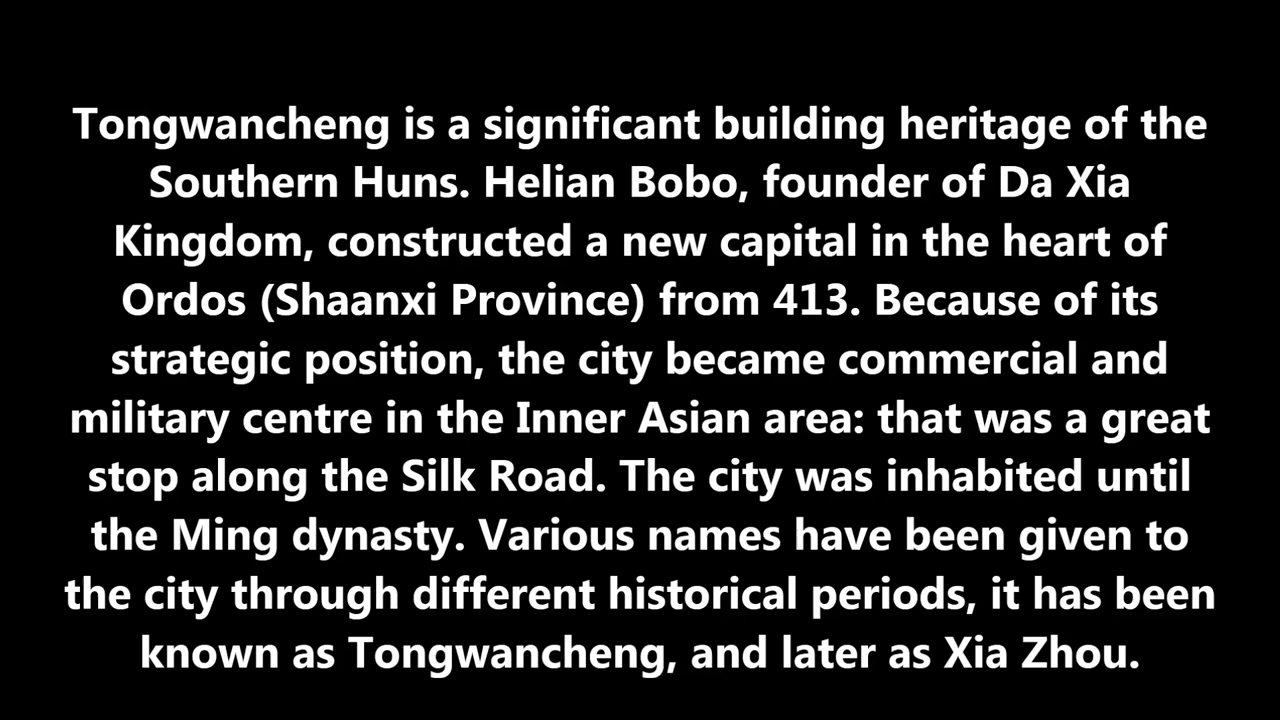 Tongwancheng is a significant building heritage of the
Southern Huns. Helian Bobo, founder of Da Xia
Kingdom, constructed a new capital in the heart of
Ordos (Shaanxi Province) from 413. Because of its
strategic position, the city became commercial and
military centre in the Inner Asian area: that was a great
stop along the Silk Road. The city was inhabited until
the Ming dynasty. Various names have been given to
the city through different historical periods, it has been
known as Tongwancheng, and later as Xia Zhou.